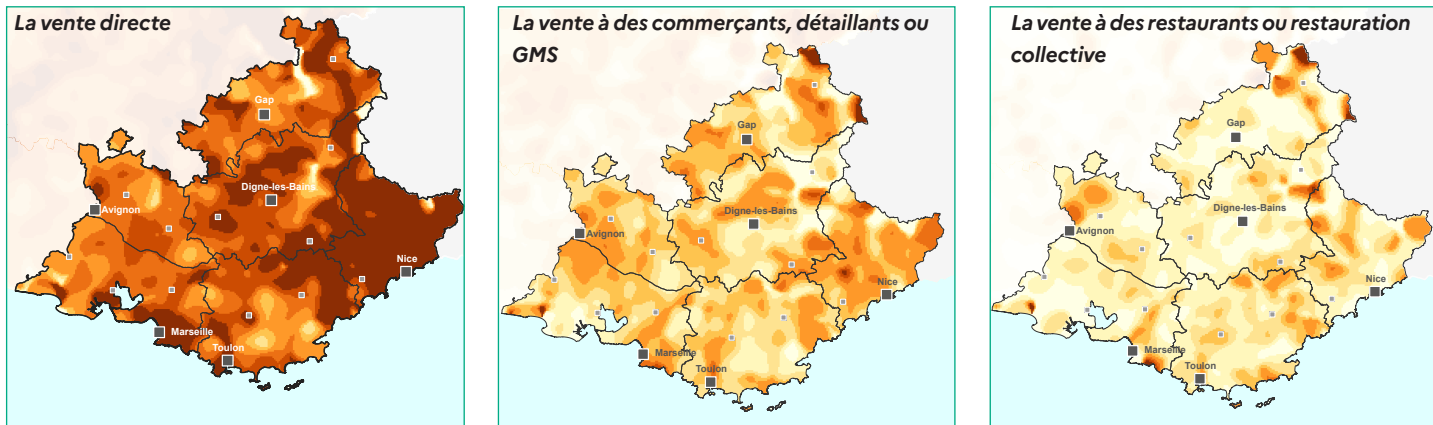 La vente directe
Gap
Digne-les-Bains
Avignon
Nice
Marseille
Toulon
La vente à des commerçants, détaillants ou
GMS
Gap
Digne-les-Bains
Avignon
Nice
Marseille
Toulon
La vente à des restaurants ou restauration
collective
Gap
Digne-les-Bains
Avignon
Nice
Marseille
Toulon